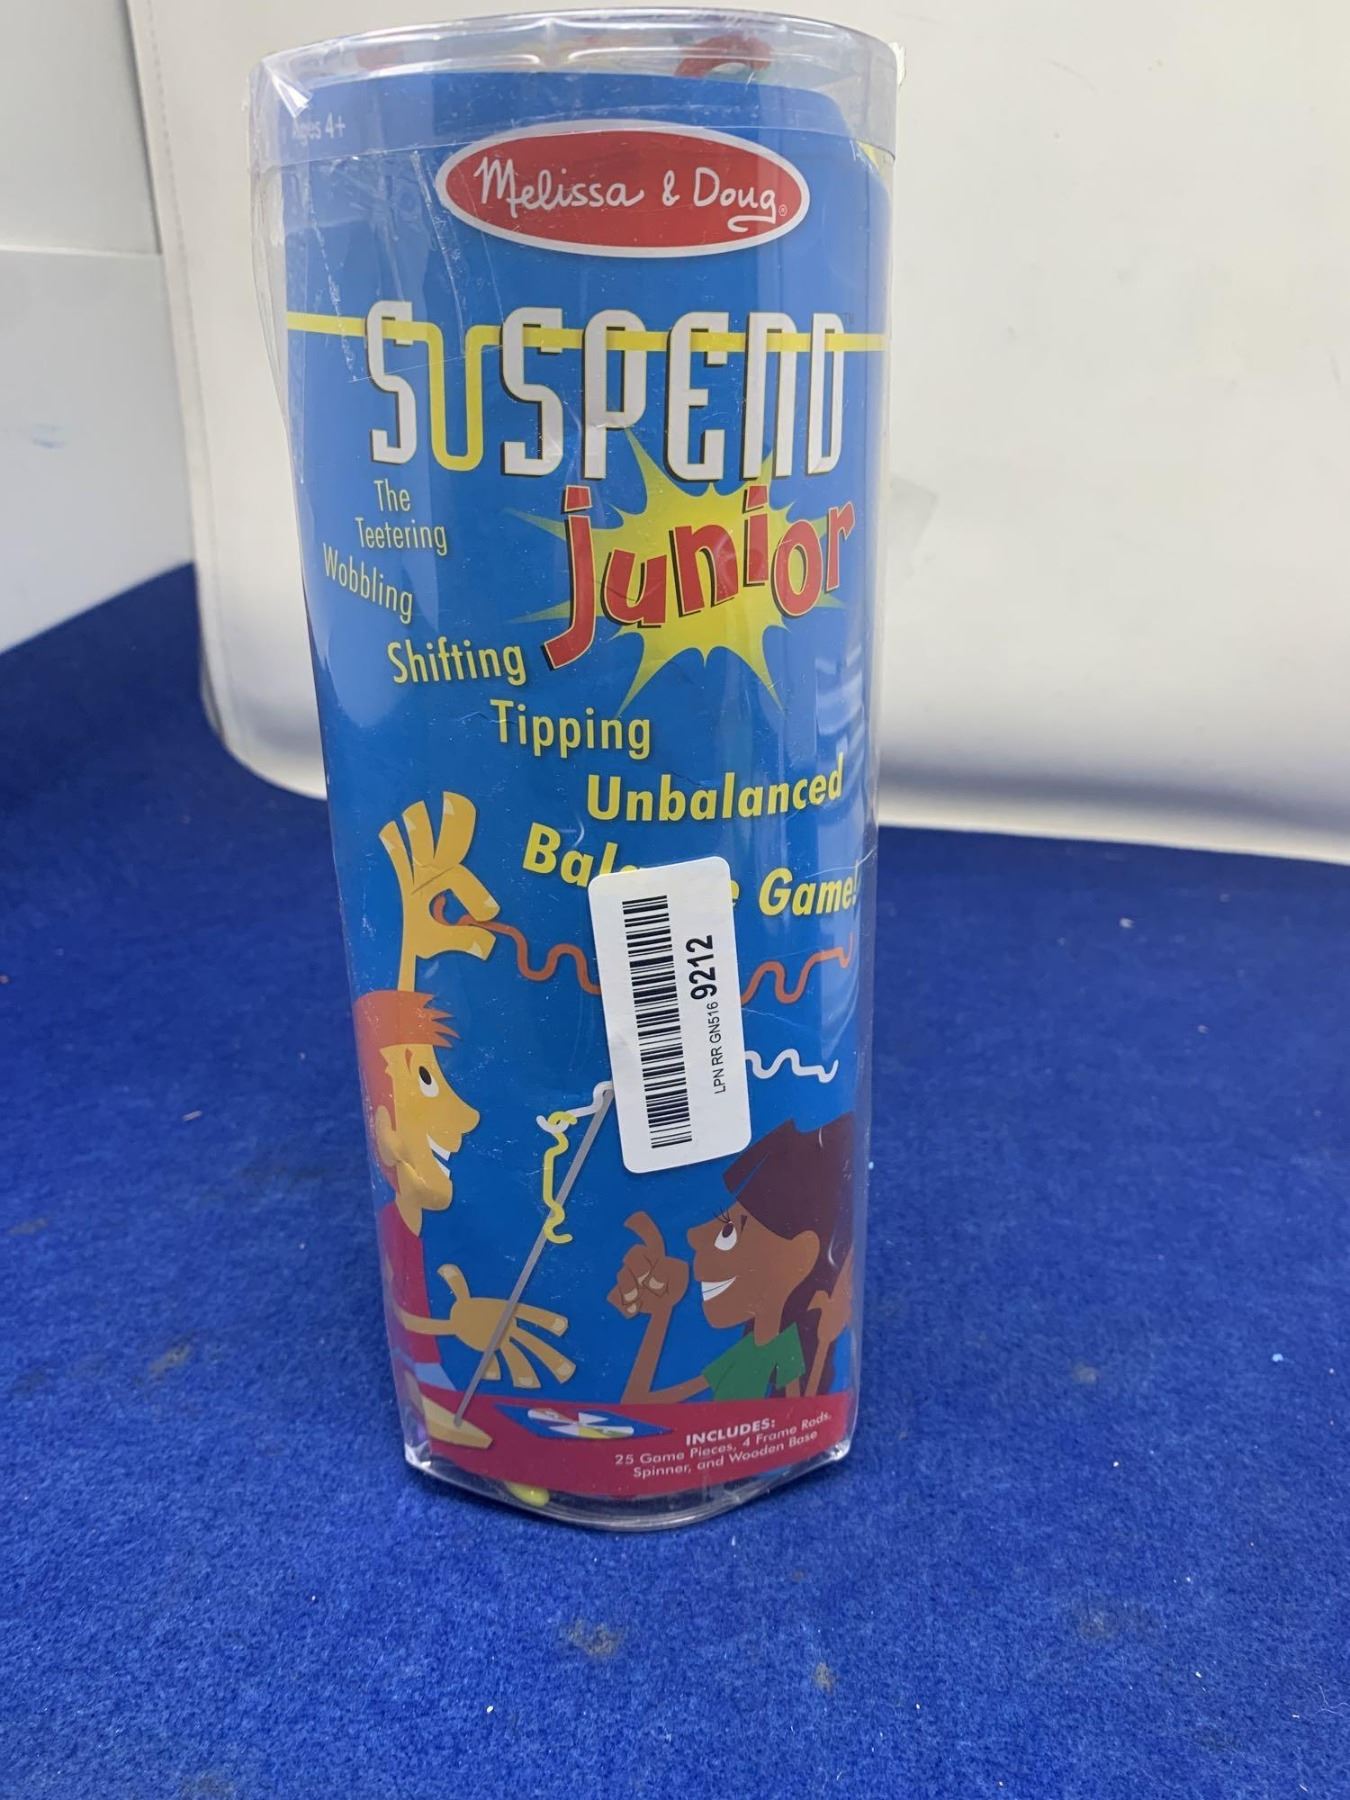 Ages 4+
Melissa & Doug®
SUSPEND™
junior
The
Teetering
Wobbling
Shifting
Tipping
Unbalanced
Game!
LPN RR GN516 9212
INCLUDES:
25 Game Pieces, 4 Frame Rods,
Spinner, and Wooden Base